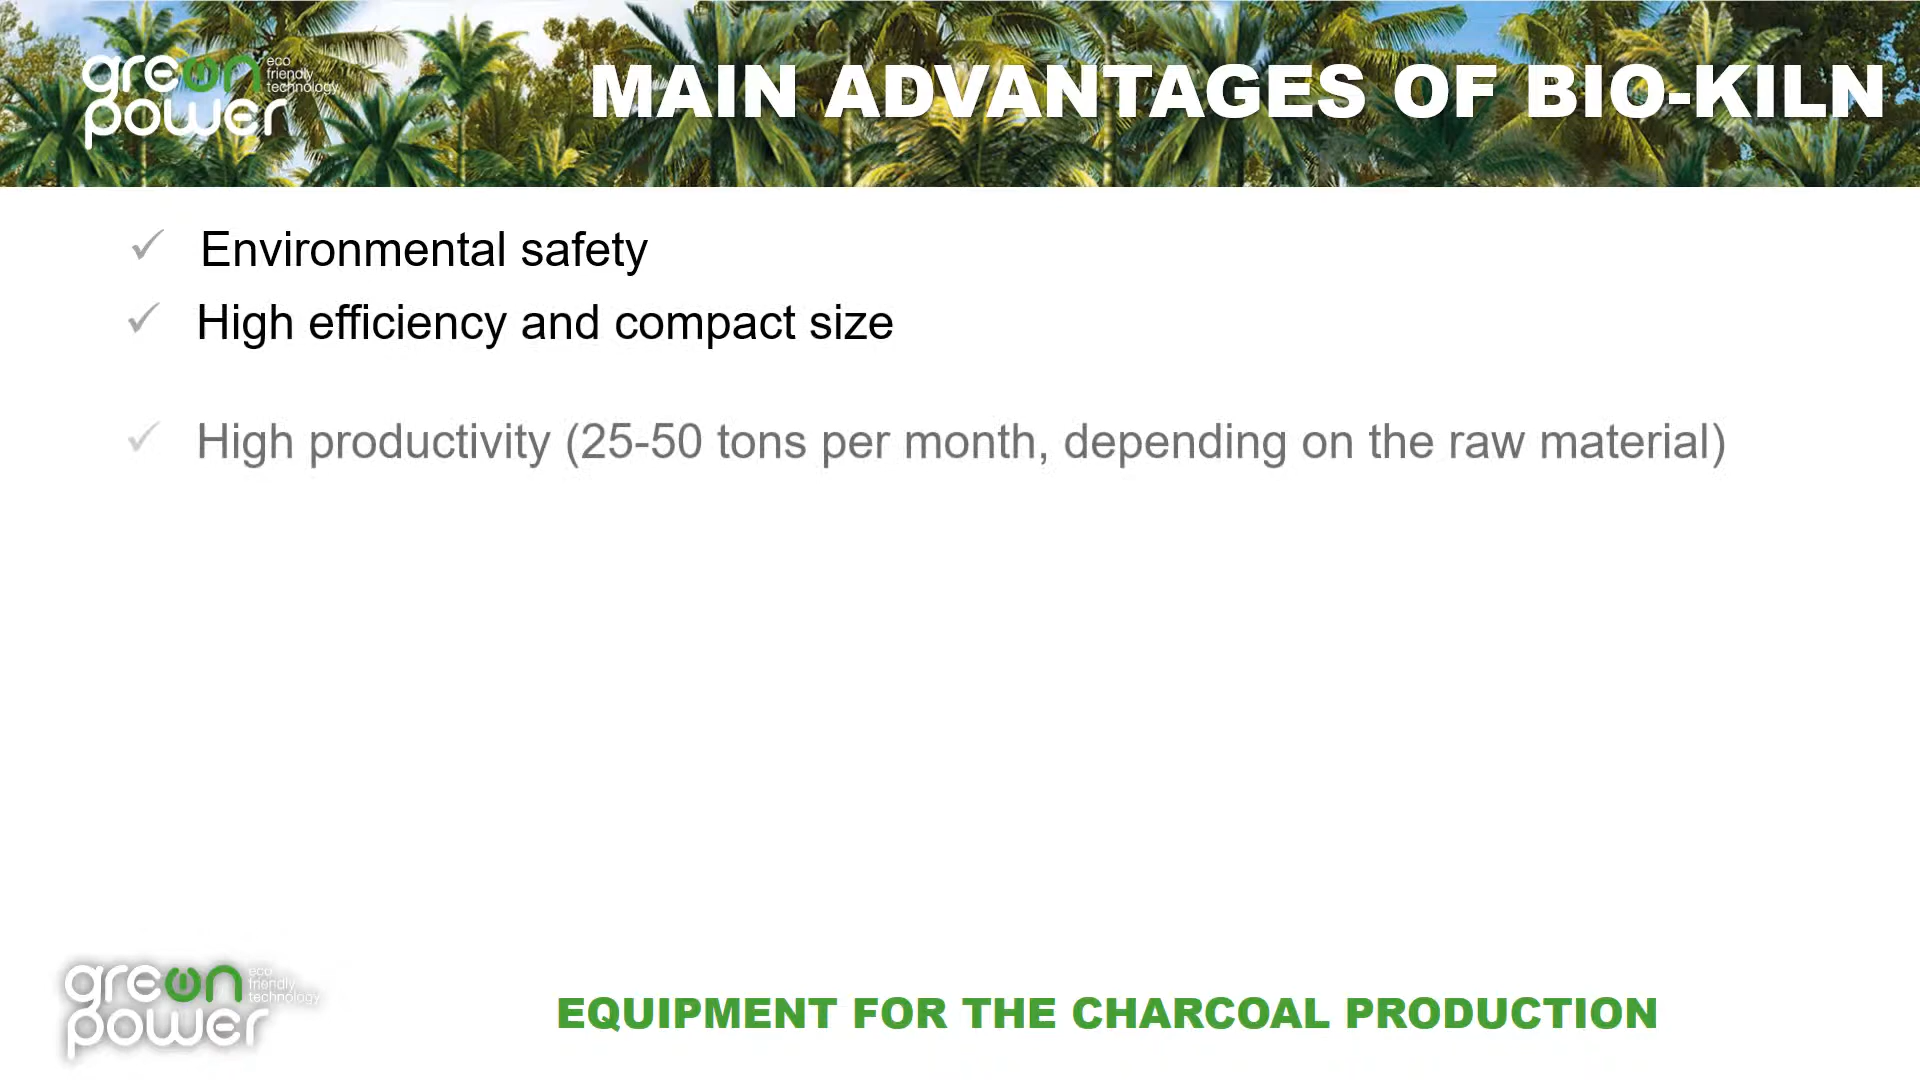 green power eco friendly technology
MAIN ADVANTAGES OF BIO-KILN
✓ Environmental safety
✓ High efficiency and compact size
✓ High productivity (25-50 tons per month, depending on the raw material)
green power eco friendly technology
EQUIPMENT FOR THE CHARCOAL PRODUCTION